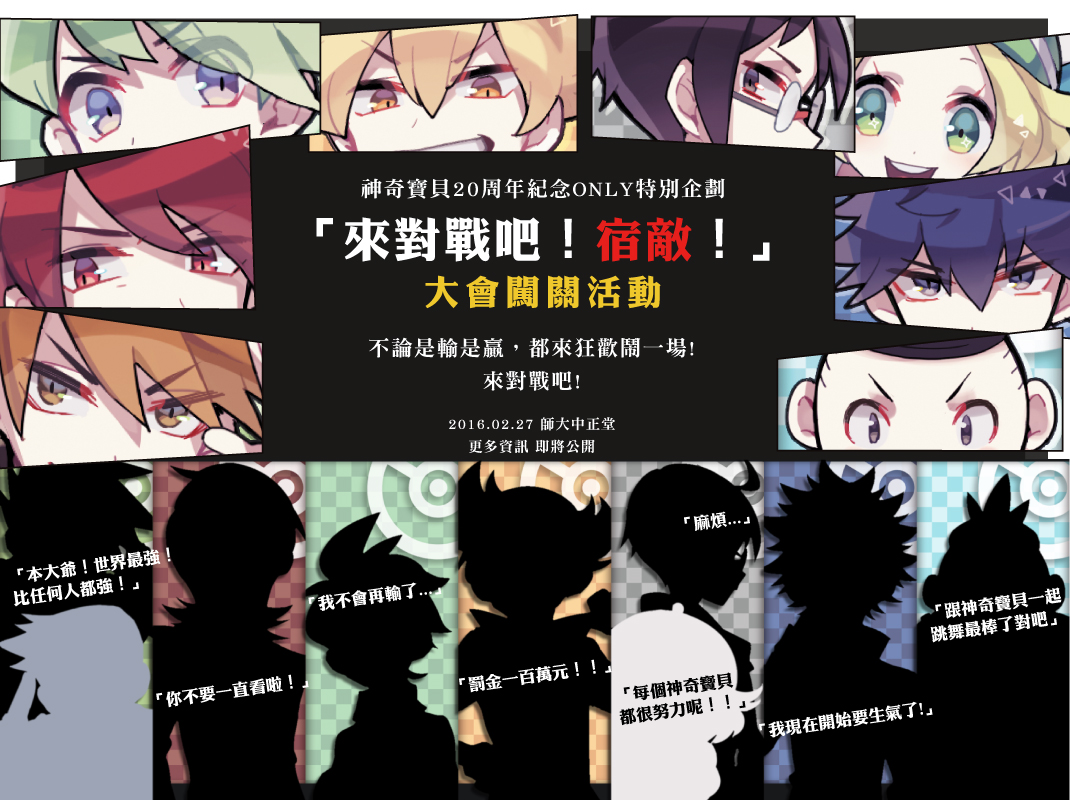 神奇寶貝20周年紀念ONLY特別企劃
「來對戰吧！宿敵！」
大會闖關活動
不論是輸是贏，都來狂歡鬧一場!
來對戰吧!
2016.02.27 師大中正堂
更多資訊 即將公開
「本大爺！世界最強！
比任何人都強！」
「你不要一直看啦！」
「我不會再輸了...」
「罰金一百萬元！！」
「麻煩...」
「每個神奇寶貝
都很努力呢！！」
「我現在開始要生氣了!」
「跟神奇寶貝一起
跳舞最棒了對吧」